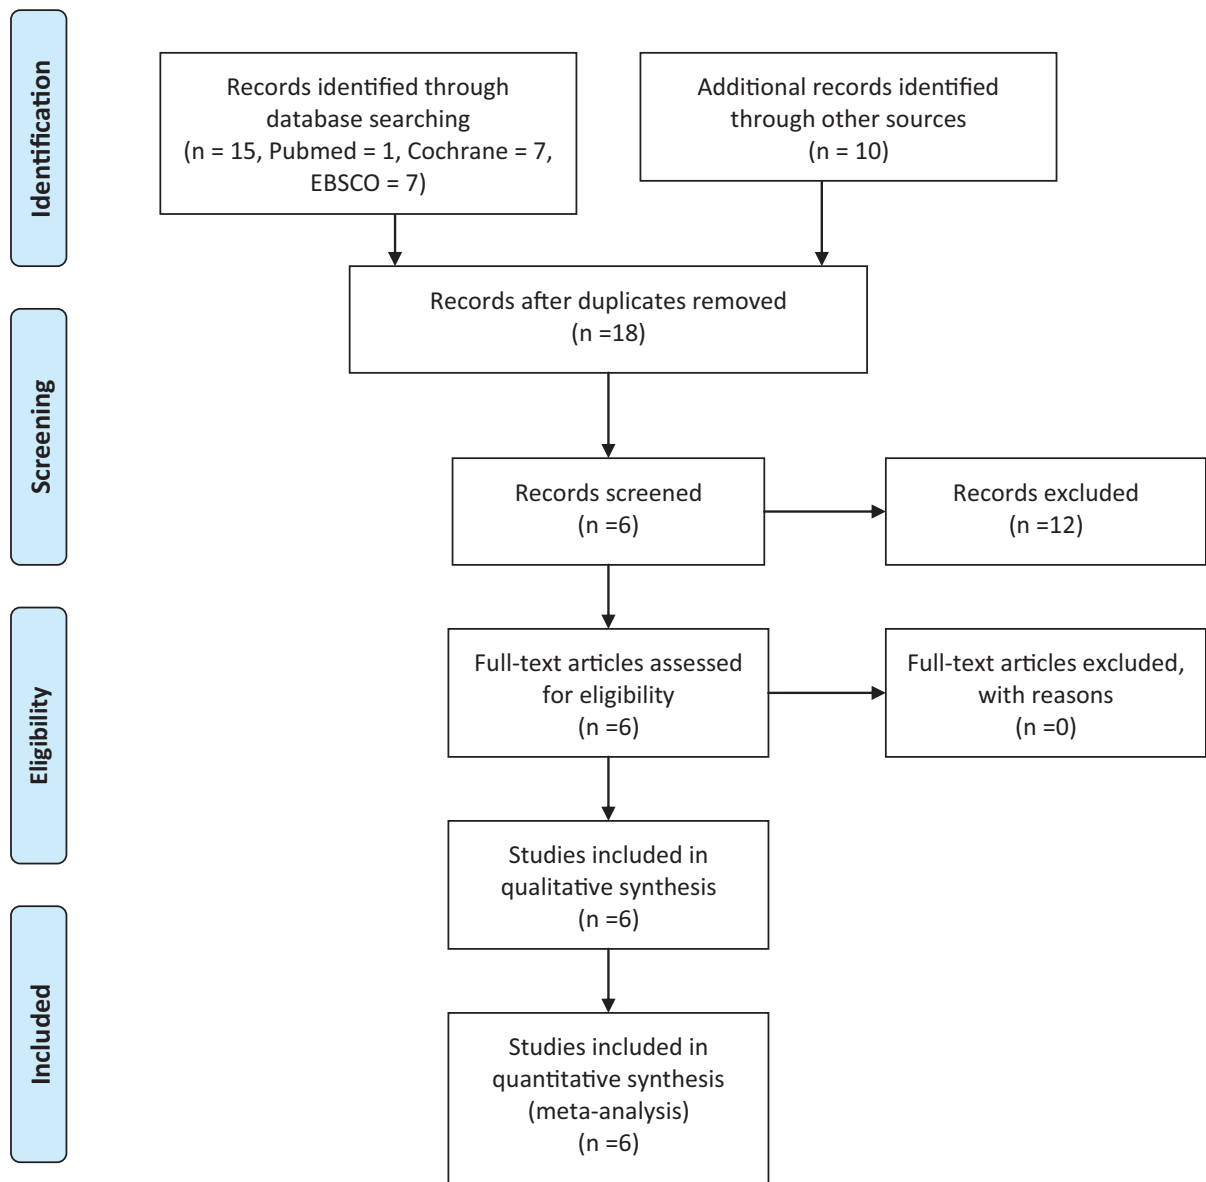 Identification
Records identified through
database searching
(n = 15, Pubmed = 1, Cochrane = 7,
EBSCO = 7)
Additional records identified
through other sources
(n = 10)
Records after duplicates removed
(n =18)
Screening
Records screened
(n =6)
Records excluded
(n =12)
Eligibility
Full-text articles assessed
for eligibility
(n =6)
Full-text articles excluded,
with reasons
(n =0)
Studies included in
qualitative synthesis
(n =6)
Included
Studies included in
quantitative synthesis
(meta-analysis)
(n =6)